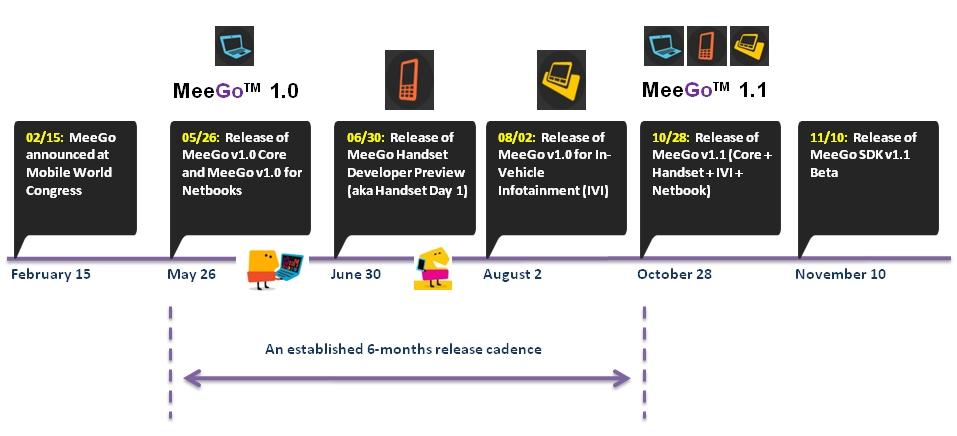 MeeGo™ 1.0
MeeGo™ 1.1
02/15: MeeGo
announced at
Mobile World
Congress
05/26: Release of
MeeGo v1.0 Core
and MeeGo v1.0 for
Netbooks
06/30: Release of
MeeGo Handset
Developer Preview
(aka Handset Day 1)
08/02: Release of
MeeGo v1.0 for In-
Vehicle
Infotainment (IVI)
10/28: Release of
MeeGo v1.1 (Core +
Handset + IVI +
Netbook)
11/10: Release of
MeeGo SDK v1.1
Beta
February 15
May 26
June 30
August 2
October 28
November 10
An established 6-months release cadence